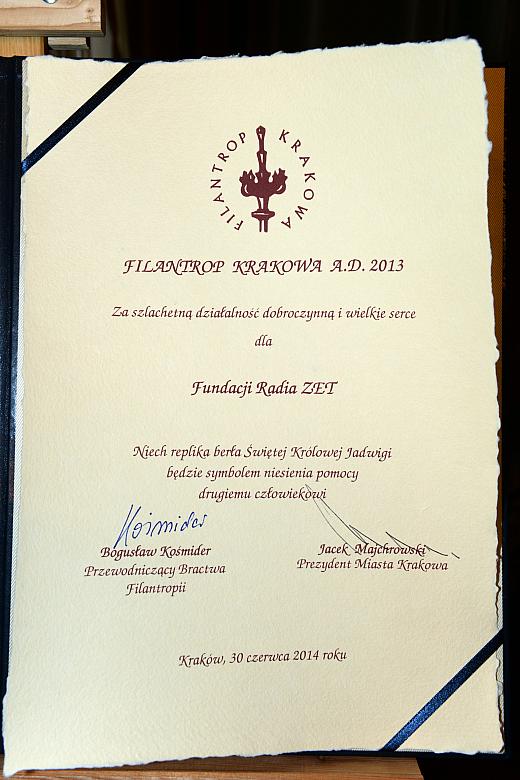 FILANTROP KRAKOWA
FILANTROP KRAKOWA A.D. 2013
Za szlachetną działalność dobroczynną i wielkie serce
dla
Fundacji Radia ZET
Niech replika berła Świętej Królowej Jadwigi
będzie symbolem niesienia pomocy
drugiemu człowiekowi
Kośmider
Bogusław Kośmider
Przewodniczący Bractwa
Filantropii
Jacek Majchrowski
Prezydent Miasta Krakowa
Kraków, 30 czerwca 2014 roku